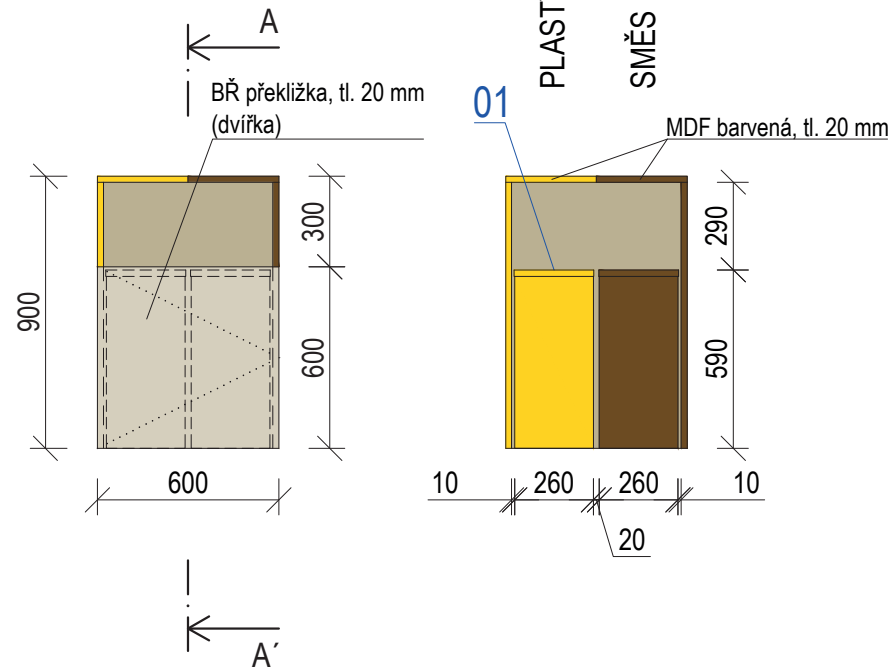 A
BŘ překližka, tl. 20 mm
(dvířka)
900
300
600
600
A´
PLAST
SMĚS
01
MDF barvená, tl. 20 mm
290
590
10
260
260
10
20